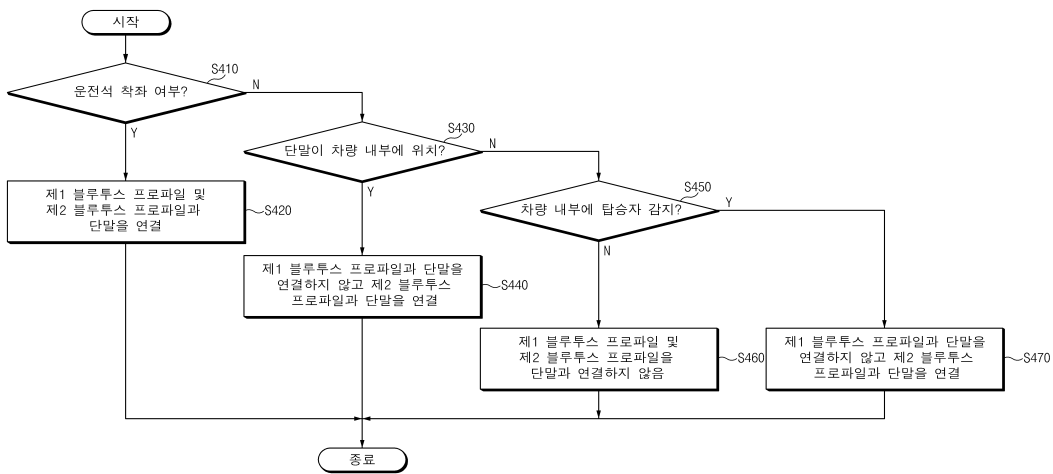 시작
S410
운전석 착좌 여부?
N
Y
S430
단말이 차량 내부에 위치?
N
Y
S450
차량 내부에 탑승자 감지?
Y
N
제1 블루투스 프로파일 및
제2 블루투스 프로파일과
단말을 연결
S420
제1 블루투스 프로파일과 단말을
연결하지 않고 제2 블루투스
프로파일과 단말을 연결
S440
제1 블루투스 프로파일 및
제2 블루투스 프로파일을
단말과 연결하지 않음
S460
제1 블루투스 프로파일과 단말을
연결하지 않고 제2 블루투스
프로파일과 단말을 연결
S470
종료